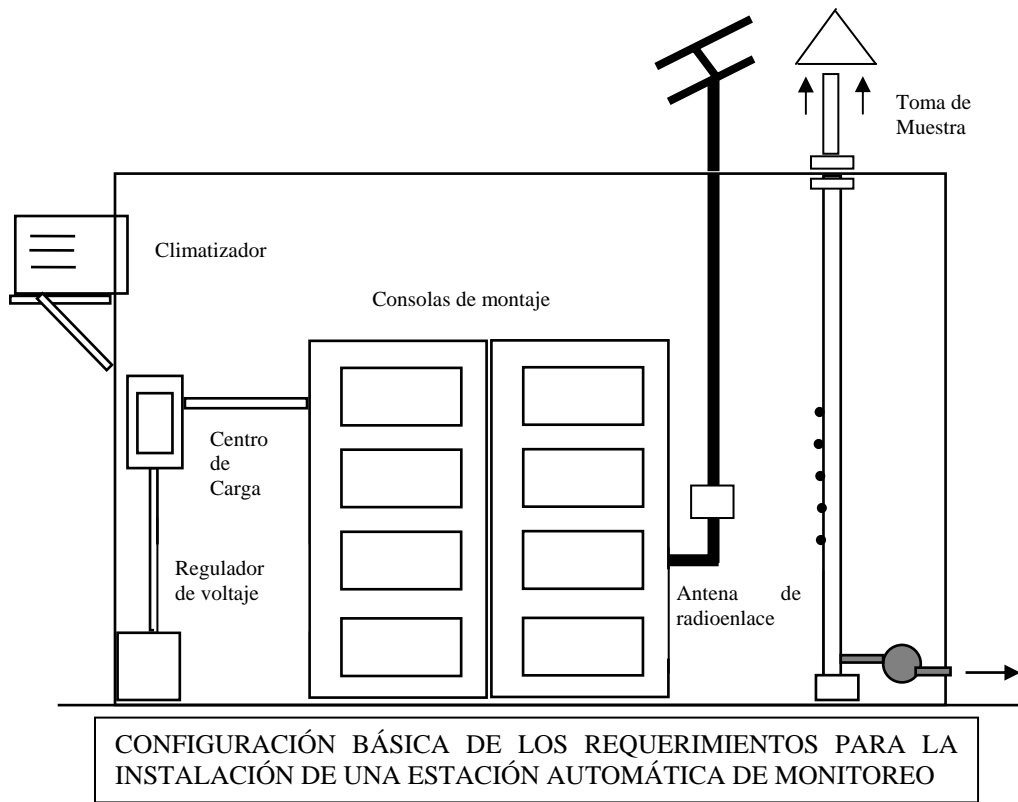 Toma de
Muestra
Climatizador
Consolas de montaje
Centro
de
Carga
Regulador
de voltaje
Antena de
radioenlace
CONFIGURACIÓN BÁSICA DE LOS REQUERIMIENTOS PARA LA
INSTALACIÓN DE UNA ESTACIÓN AUTOMÁTICA DE MONITOREO